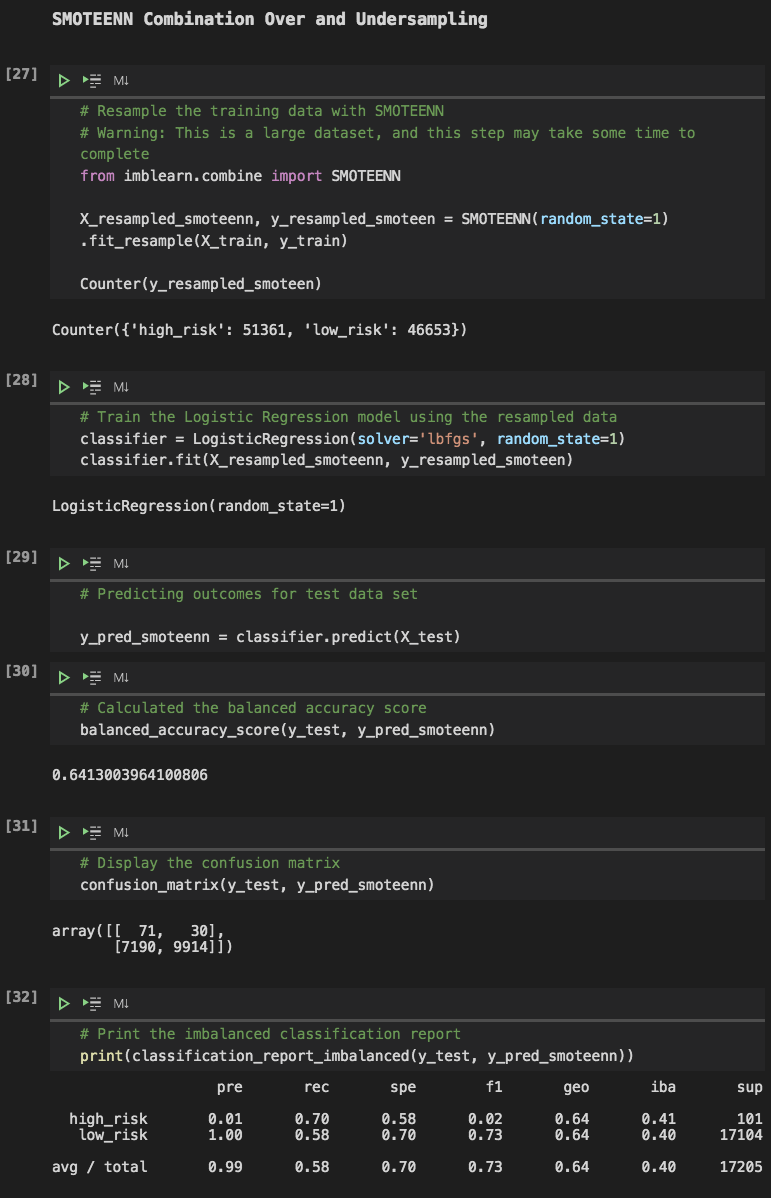 SMOTEENN Combination Over and Undersampling
[27]
M↓
# Resample the training data with SMOTEENN
# Warning: This is a large dataset, and this step may take some time to
complete
from imblearn.combine import SMOTEENN
X_resampled_smoteenn, y_resampled_smoteen = SMOTEENN(random_state=1)
.fit_resample(X_train, y_train)
Counter(y_resampled_smoteen)
Counter({'high_risk': 51361, 'low_risk': 46653})
[28]
M↓
# Train the Logistic Regression model using the resampled data
classifier = LogisticRegression(solver='lbfgs', random_state=1)
classifier.fit(X_resampled_smoteenn, y_resampled_smoteen)
LogisticRegression(random_state=1)
[29]
M↓
# Predicting outcomes for test data set
y_pred_smoteenn = classifier.predict(X_test)
[30]
M↓
# Calculated the balanced accuracy score
balanced_accuracy_score(y_test, y_pred_smoteenn)
0.6413003964100806
[31]
M↓
# Display the confusion matrix
confusion_matrix(y_test, y_pred_smoteenn)
array([[  71,   30],
       [7190, 9914]])
[32]
M↓
# Print the imbalanced classification report
print(classification_report_imbalanced(y_test, y_pred_smoteenn))
pre rec spe f1 geo iba sup
high_risk 0.01 0.70 0.58 0.02 0.64 0.41 101
low_risk 1.00 0.58 0.70 0.73 0.64 0.40 17104
avg / total 0.99 0.58 0.70 0.73 0.64 0.40 17205